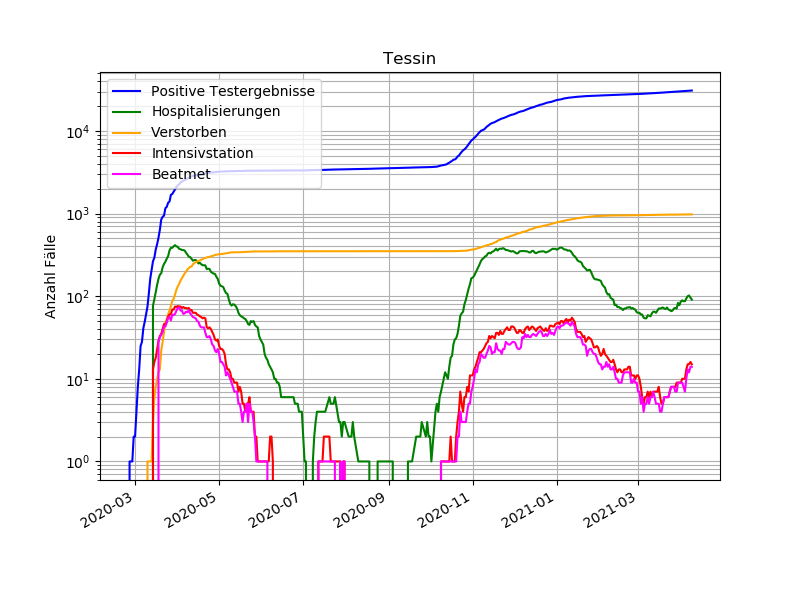 Tessin
Positive Testergebnisse
Hospitalisierungen
Verstorben
Intensivstation
Beatmet
Anzahl Fälle
10^4
10^3
10^2
10^1
10^0
2020-03
2020-05
2020-07
2020-09
2020-11
2021-01
2021-03